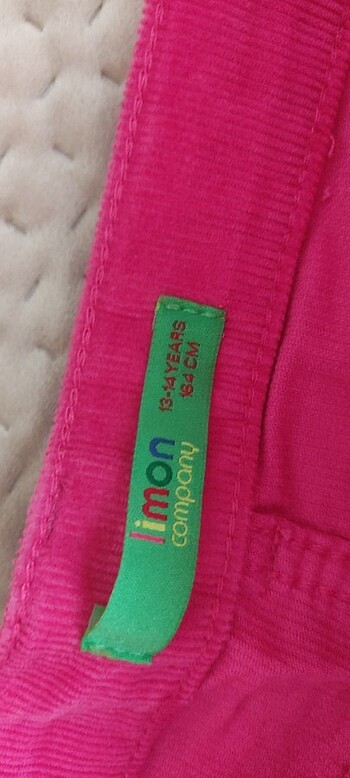 limon
company
13-14 YEARS
164 CM